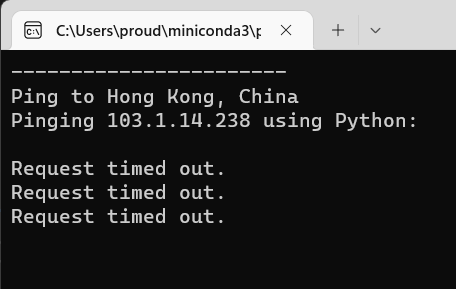 C:\Users\proud\miniconda3\p
-----------------------
Ping to Hong Kong, China
Pinging 103.1.14.238 using Python:
Request timed out.
Request timed out.
Request timed out.